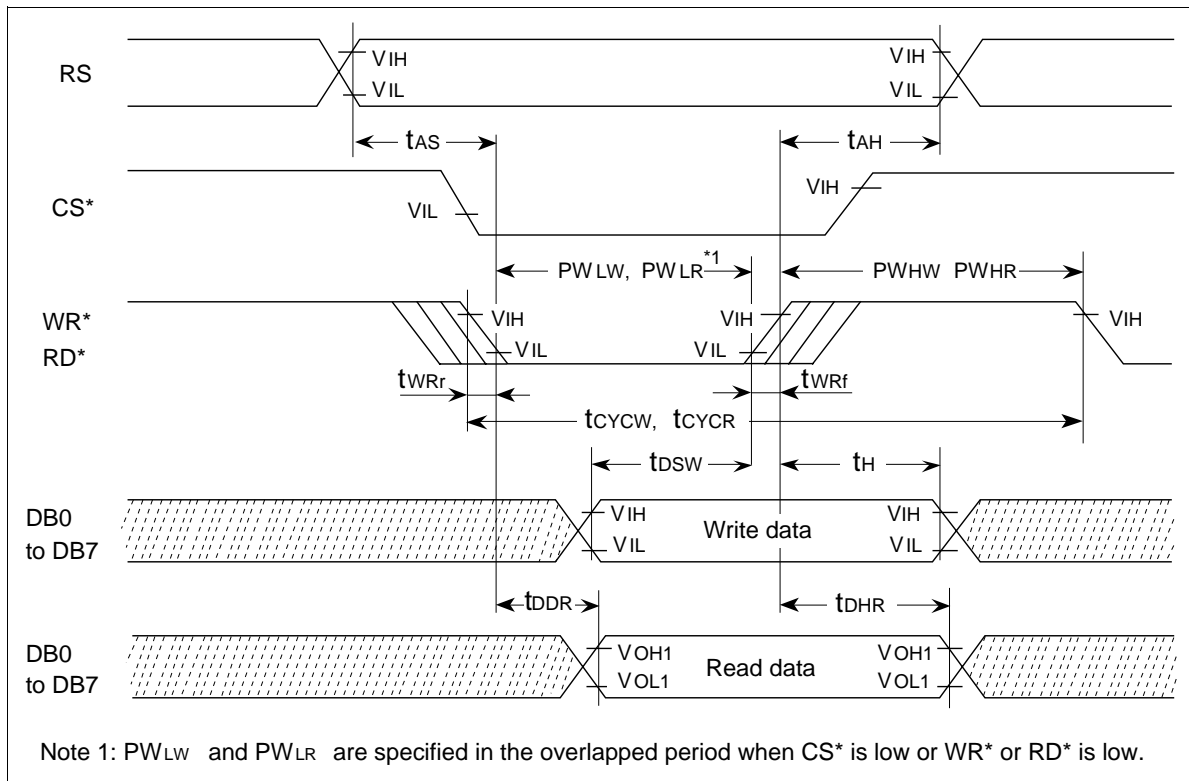 RS
VIH VIH
VIL VIL
tAS tAH
CS*
VIL VIH
PWLW, PWLR*1 PWHW PWHR
WR*
RD*
VIH VIH VIH
VIL VIL
tWRr tWRf
tCYCW, tCYCR
tDSW tH
DB0
to DB7
VIH Write data VIH
VIL VIL
tDDR tDHR
DB0
to DB7
VOH1 Read data VOH1
VOL1 VOL1
Note 1: PWLW and PWLR are specified in the overlapped period when CS* is low or WR* or RD* is low.